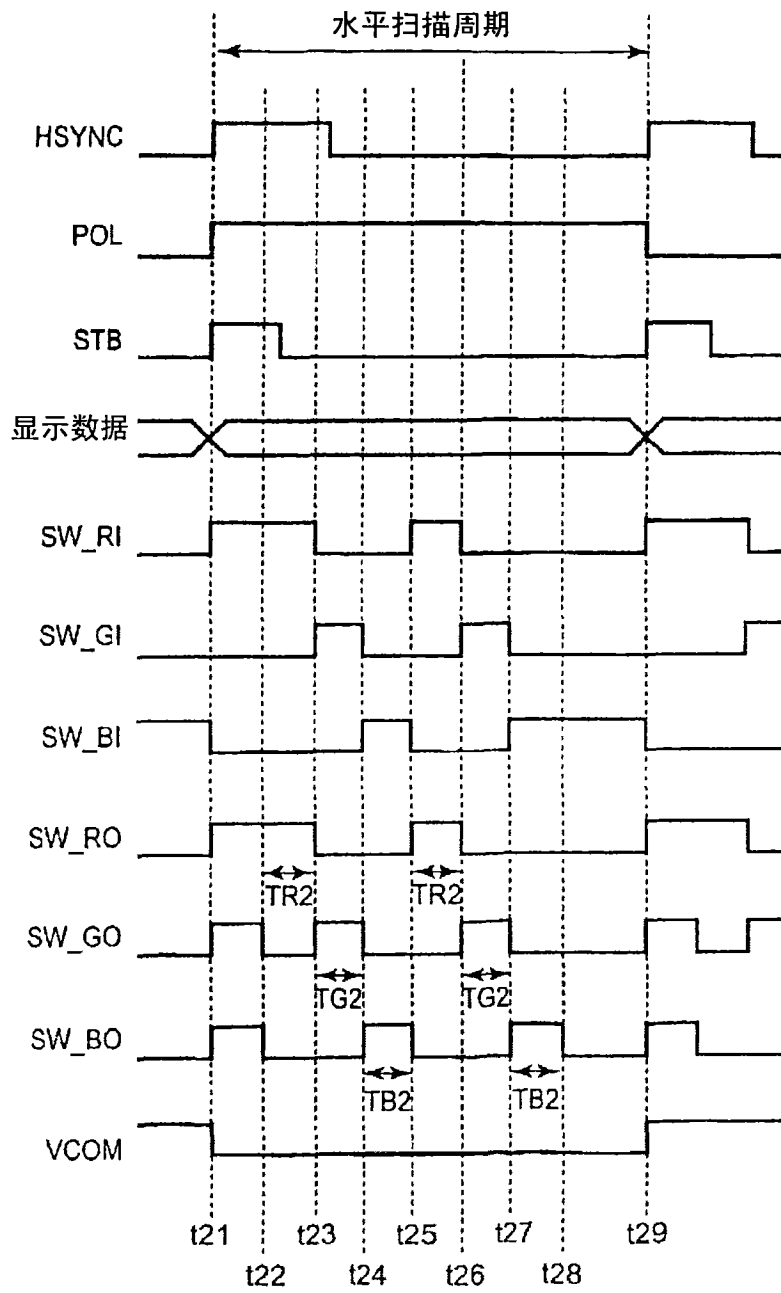 水平扫描周期
HSYNC
POL
STB
显示数据
SW_RI
SW_GI
SW_BI
SW_RO
TR2 TR2
SW_GO
TG2 TG2
SW_BO
TB2 TB2
VCOM
t21 t23 t25 t27 t29
t22 t24 t26 t28